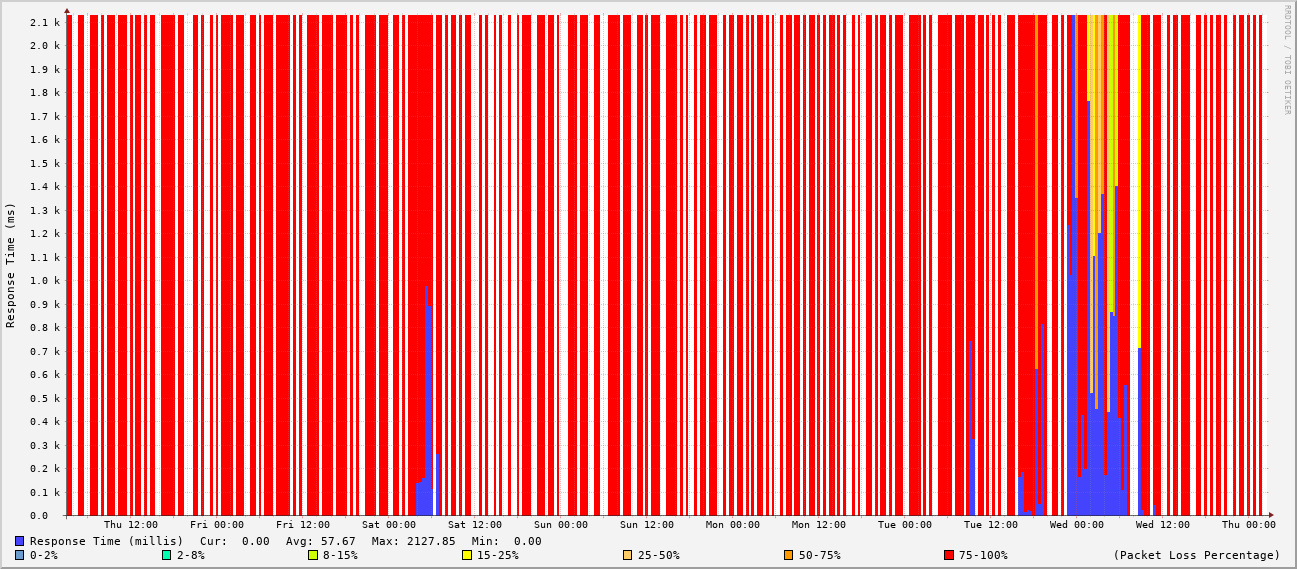 RRDTOOL / TOBI OETIKER
Response Time (ms)
2.1 k
2.0 k
1.9 k
1.8 k
1.7 k
1.6 k
1.5 k
1.4 k
1.3 k
1.2 k
1.1 k
1.0 k
0.9 k
0.8 k
0.7 k
0.6 k
0.5 k
0.4 k
0.3 k
0.2 k
0.1 k
0.0
Thu 12:00 Fri 00:00 Fri 12:00 Sat 00:00 Sat 12:00 Sun 00:00 Sun 12:00 Mon 00:00 Mon 12:00 Tue 00:00 Tue 12:00 Wed 00:00 Wed 12:00 Thu 00:00
Response Time (millis) Cur: 0.00 Avg: 57.67 Max: 2127.85 Min: 0.00
0-2% 2-8% 8-15% 15-25% 25-50% 50-75% 75-100% (Packet Loss Percentage)